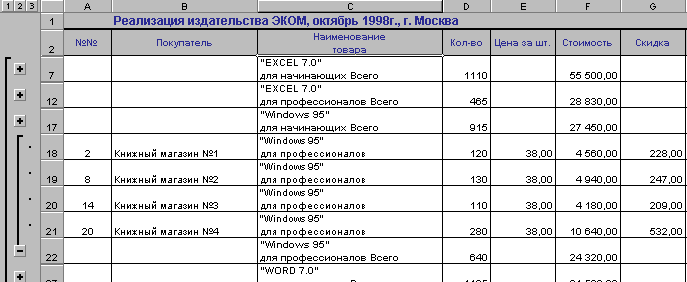 1 2 3 A B C D E F G
1 Реализация издательства ЭКОМ, октябрь 1998г., г. Москва
2 №№ Покупатель Наименование товара Кол-во Цена за шт. Стоимость Скидка
"EXCEL 7.0"
7 для начинающих Всего 1110 55 500,00
"EXCEL 7.0"
12 для профессионалов Всего 465 28 830,00
"Windows 95"
17 для начинающих Всего 915 27 450,00
"Windows 95"
18 2 Книжный магазин №1 для профессионалов 120 38,00 4 560,00 228,00
"Windows 95"
19 8 Книжный магазин №2 для профессионалов 130 38,00 4 940,00 247,00
"Windows 95"
20 14 Книжный магазин №3 для профессионалов 110 38,00 4 180,00 209,00
"Windows 95"
21 20 Книжный магазин №4 для профессионалов 280 38,00 10 640,00 532,00
"Windows 95"
22 для профессионалов Всего 640 24 320,00
"WORD 7.0"